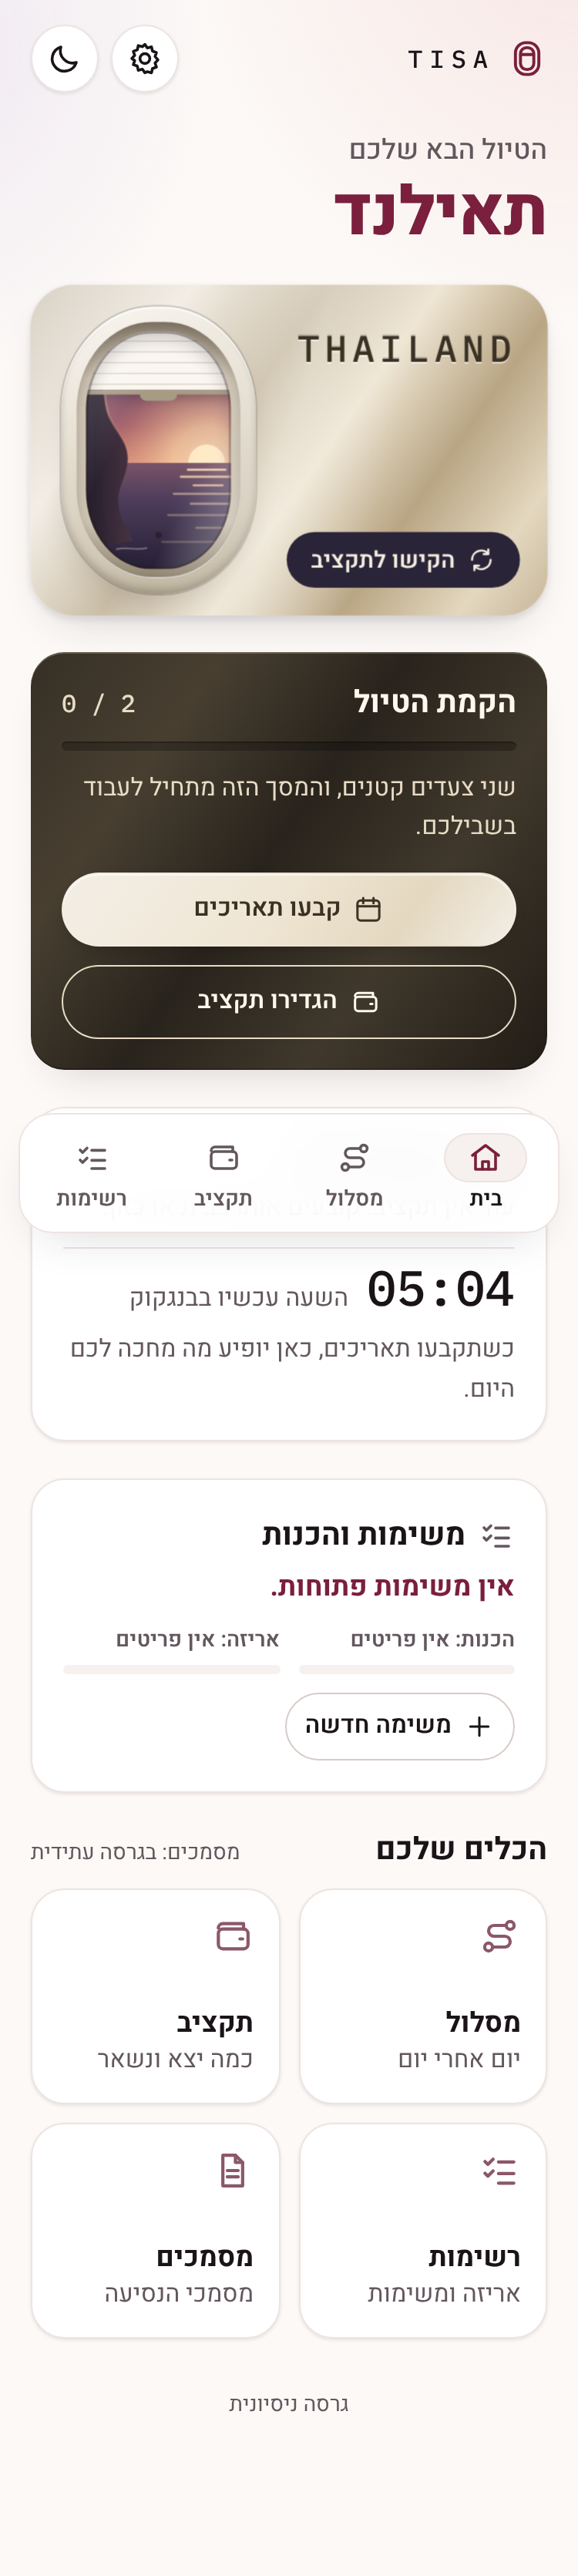 TISA
הטיול הבא שלכם
תאילנד
THAILAND
הקישו לתקציב
הקמת הטיול
0 / 2
שני צעדים קטנים, והמסך הזה מתחיל לעבוד
בשבילכם.
קבעו תאריכים
הגדירו תקציב
בית
מסלול
תקציב
רשימות
05:04 השעה עכשיו בבנגקוק
כשתקבעו תאריכים, כאן יופיע מה מחכה לכם
היום.
משימות והכנות
אין משימות פתוחות.
הכנות: אין פריטים
אריזה: אין פריטים
משימה חדשה
הכלים שלכם
מסמכים: בגרסה עתידית
מסלול
יום אחרי יום
תקציב
כמה יצא ונשאר
רשימות
אריזה ומשימות
מסמכים
מסמכי הנסיעה
גרסה ניסיונית